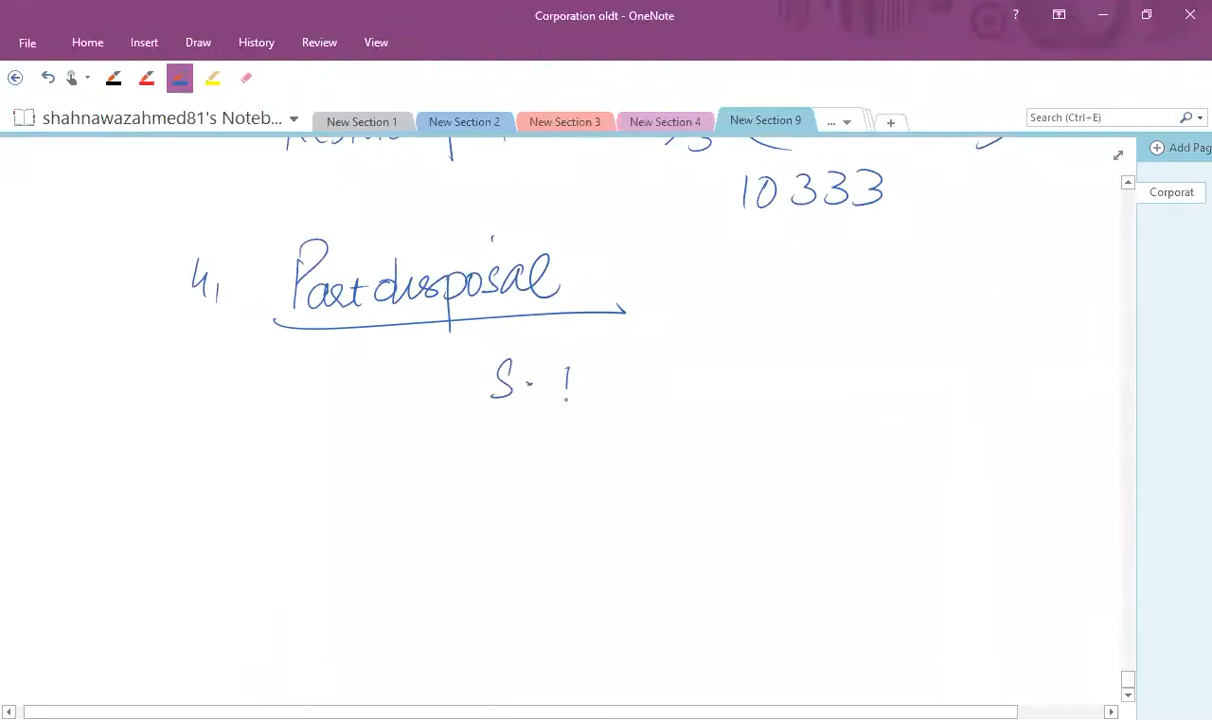 Corporation oldt - OneNote
?
File Home Insert Draw History Review View
shahnawazahmed81's Noteb... New Section 1 New Section 2 New Section 3 New Section 4 New Section 9 ... + Search (Ctrl+E)
Add Pag
Corporat
10333
4, Part disposal
S. !